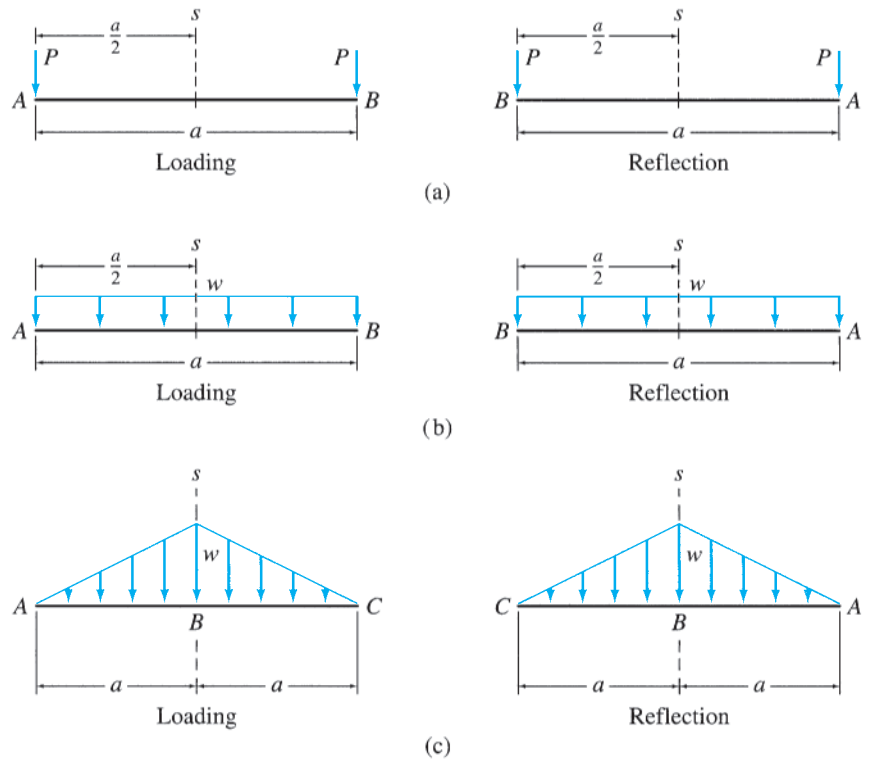 s s
a/2 a/2
P P P P
A B B A
a a
Loading Reflection
(a)
s s
a/2 a/2
w w
A B B A
a a
Loading Reflection
(b)
s s
w w
A C C A
B B
a a a a
Loading Reflection
(c)